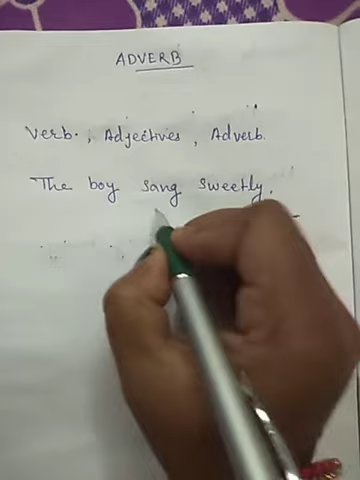 ADVERB
Verb. , Adjectives , Adverb.
The boy sang sweetly.